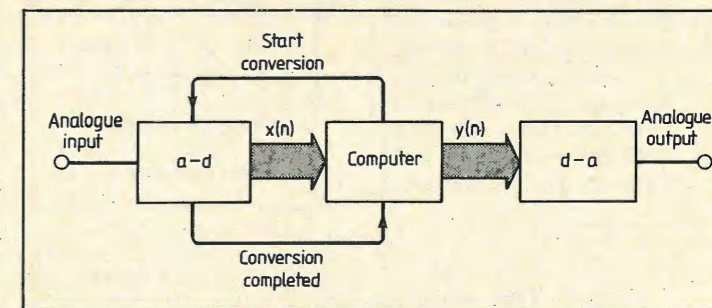 Start
conversion
Analogue
input
a-d
x(n)
Computer
y(n)
d-a
Analogue
output
Conversion
completed